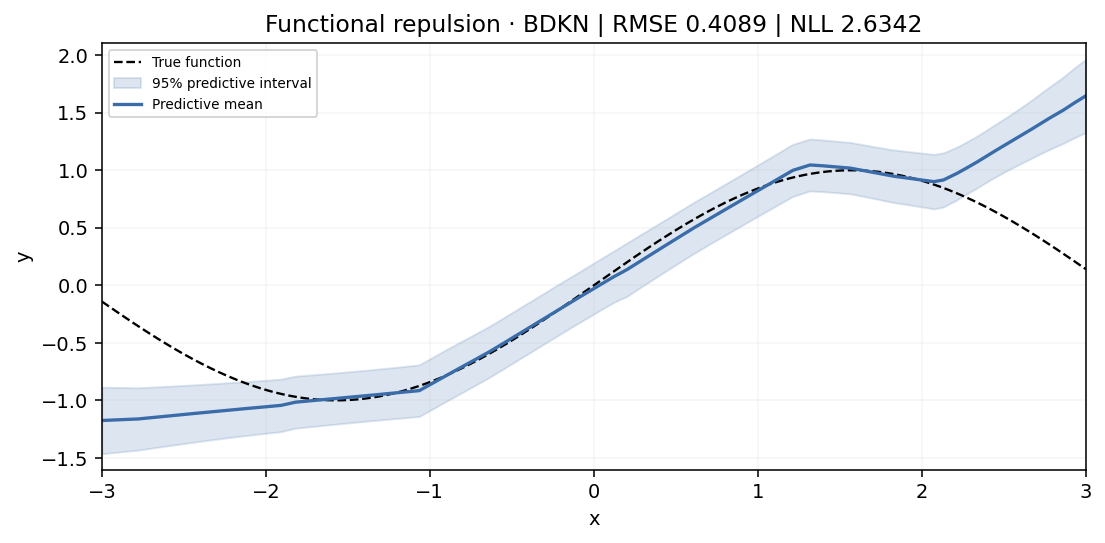 Functional repulsion · BDKN | RMSE 0.4089 | NLL 2.6342
True function
95% predictive interval
Predictive mean
2.0
1.5
1.0
0.5
0.0
−0.5
−1.0
−1.5
y
−3 −2 −1 0 1 2 3
x